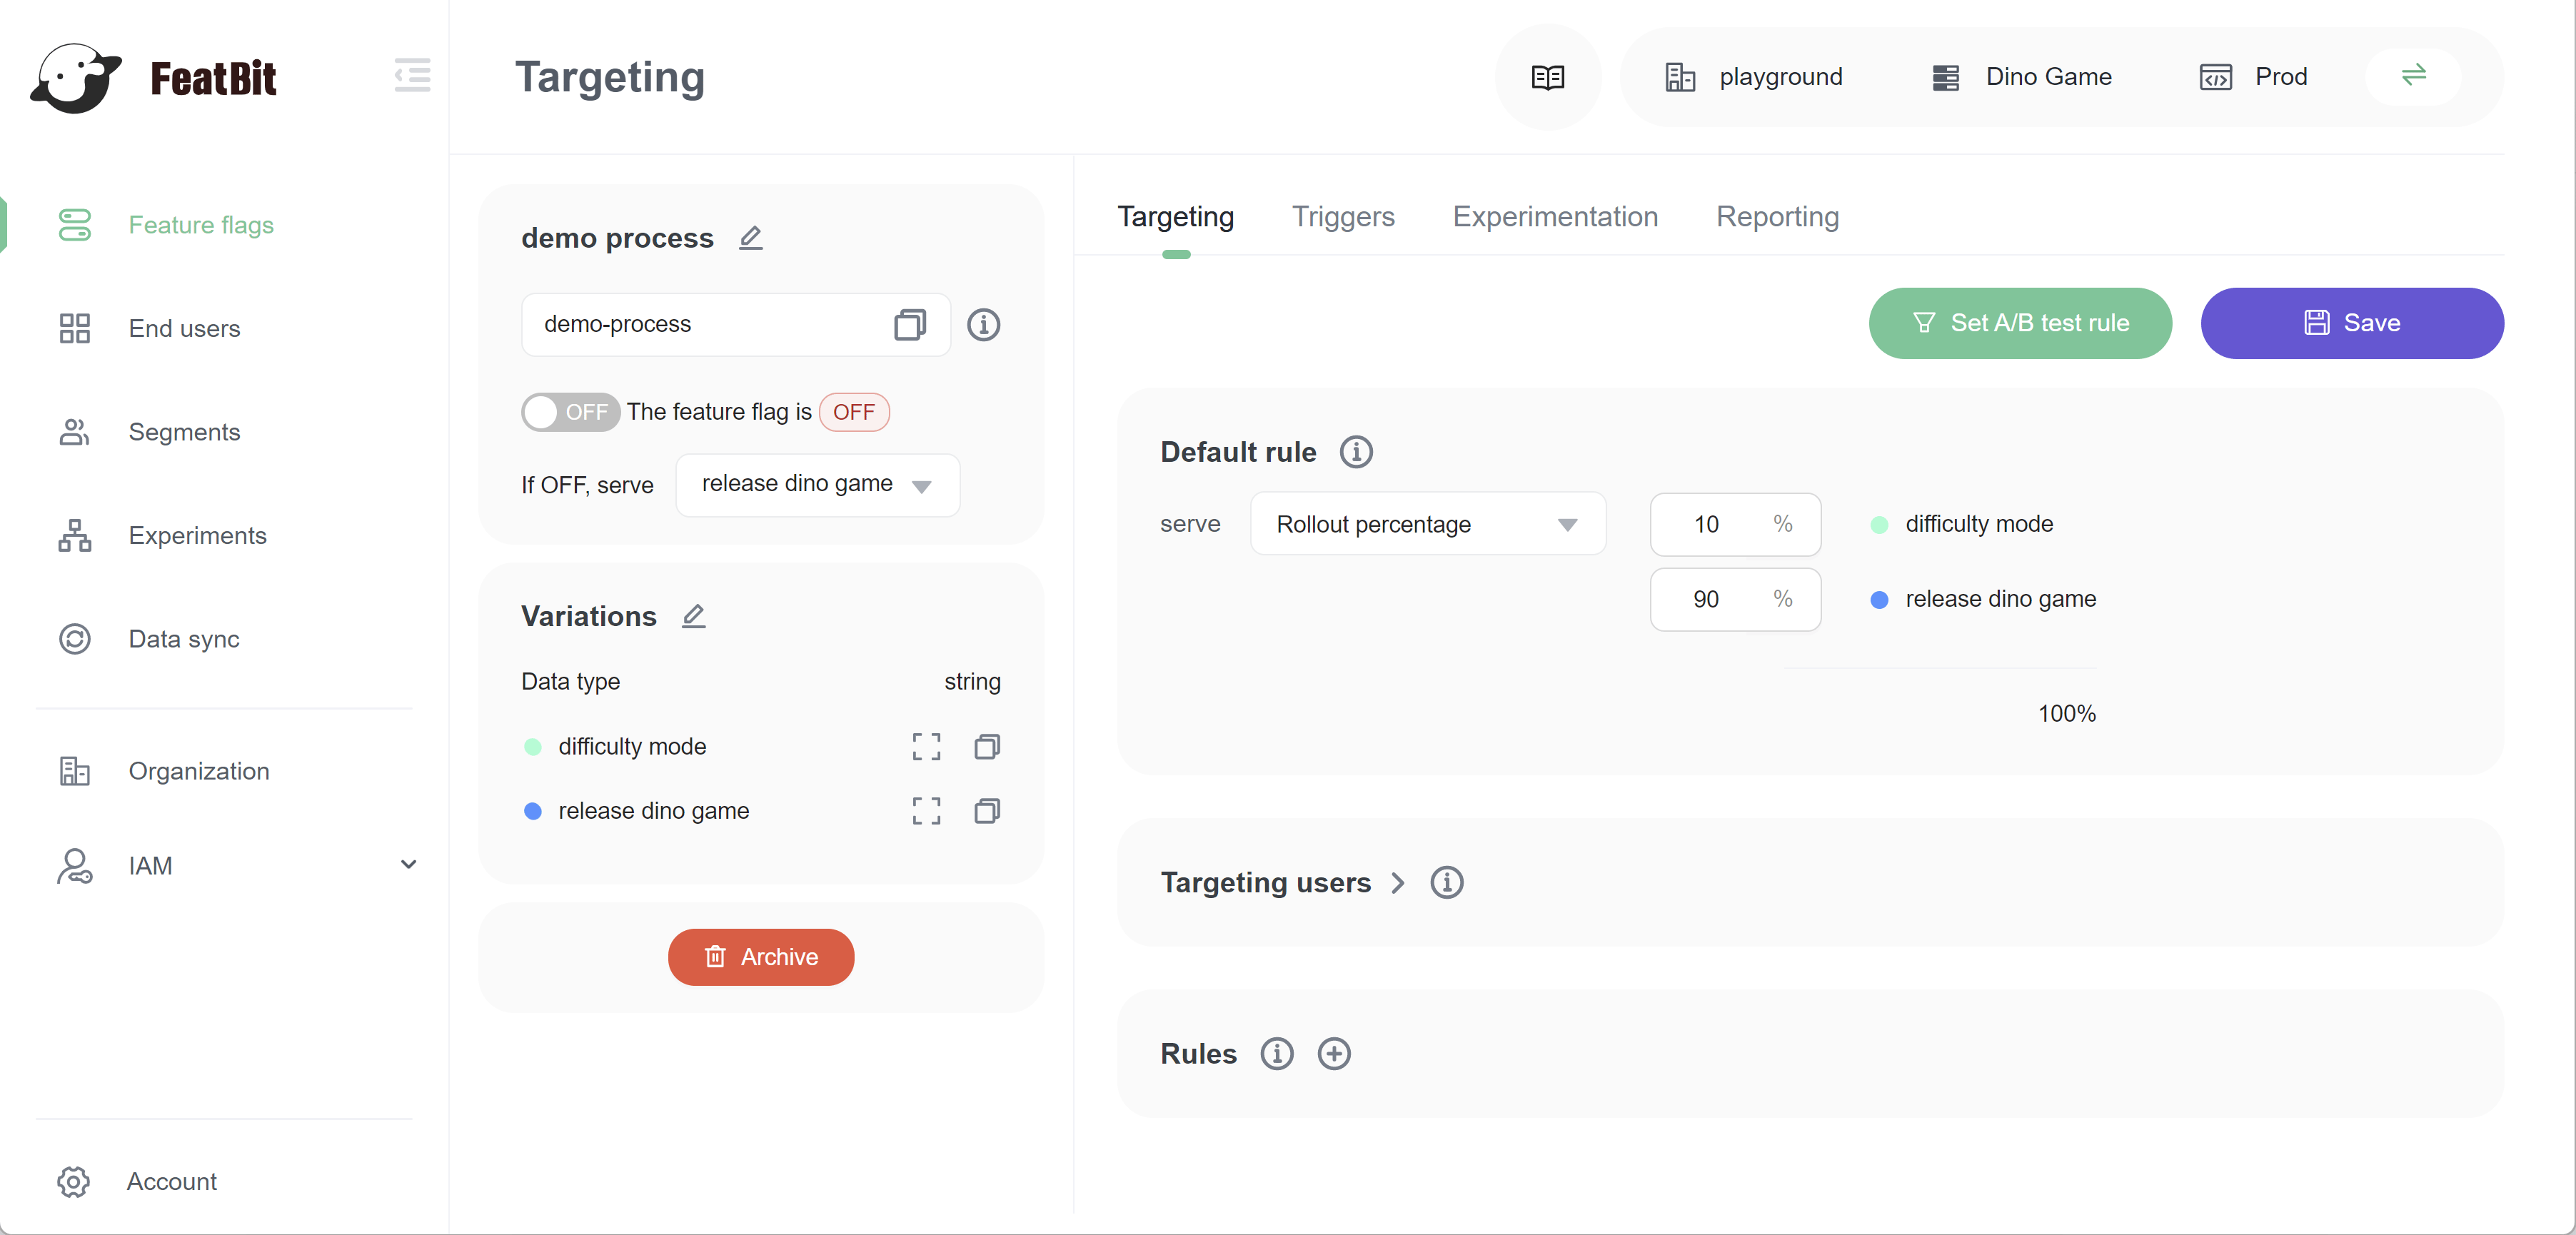 FeatBit
Feature flags
End users
Segments
Experiments
Data sync
Organization
IAM
Account
Targeting
playground
Dino Game
Prod
demo process
demo-process
OFF The feature flag is OFF
If OFF, serve release dino game
Variations
Data type string
difficulty mode
release dino game
Archive
Targeting Triggers Experimentation Reporting
Set A/B test rule
Save
Default rule
serve Rollout percentage 10 % difficulty mode
90 % release dino game
100%
Targeting users
Rules